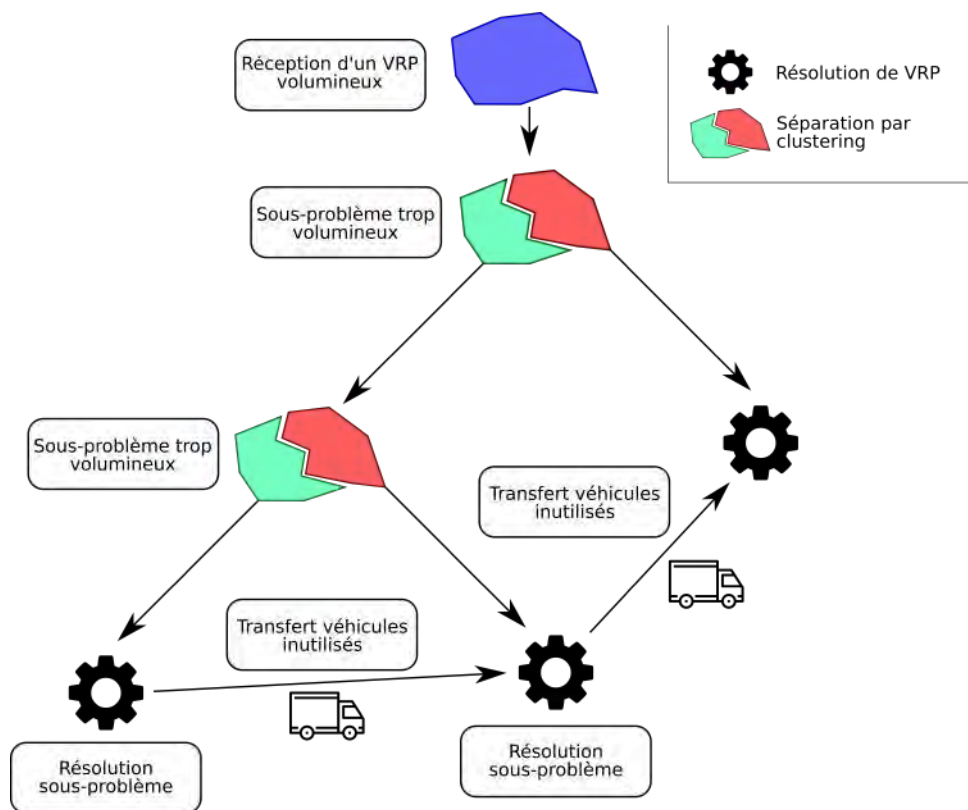 Réception d'un VRP
volumineux
Résolution de VRP
Séparation par
clustering
Sous-problème trop
volumineux
Sous-problème trop
volumineux
Transfert véhicules
inutilisés
Transfert véhicules
inutilisés
Résolution
sous-problème
Résolution
sous-problème